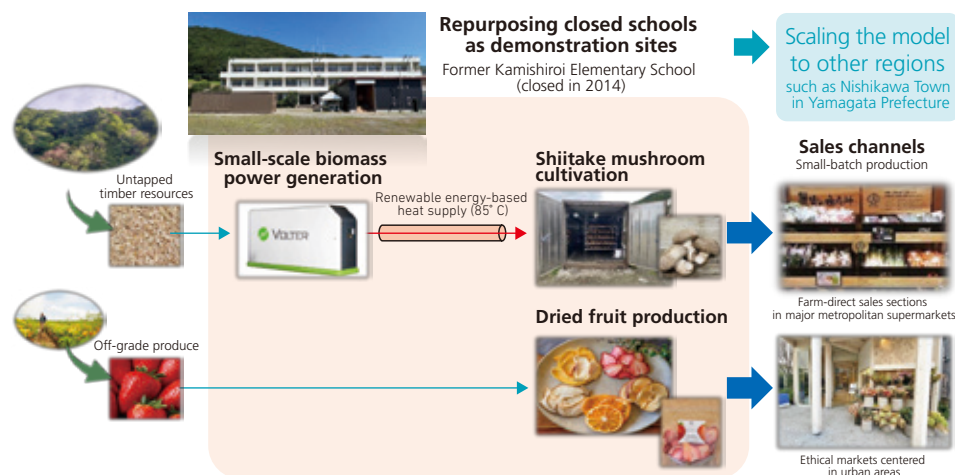 Repurposing closed schools
as demonstration sites
Former Kamishiroi Elementary School
(closed in 2014)
Scaling the model
to other regions
such as Nishikawa Town
in Yamagata Prefecture
Untapped
timber resources
Small-scale biomass
power generation
VOLTER
Renewable energy-based
heat supply (85° C)
Shiitake mushroom
cultivation
Sales channels
Small-batch production
Farm-direct sales sections
in major metropolitan supermarkets
Off-grade produce
Dried fruit production
Ethical markets centered
in urban areas